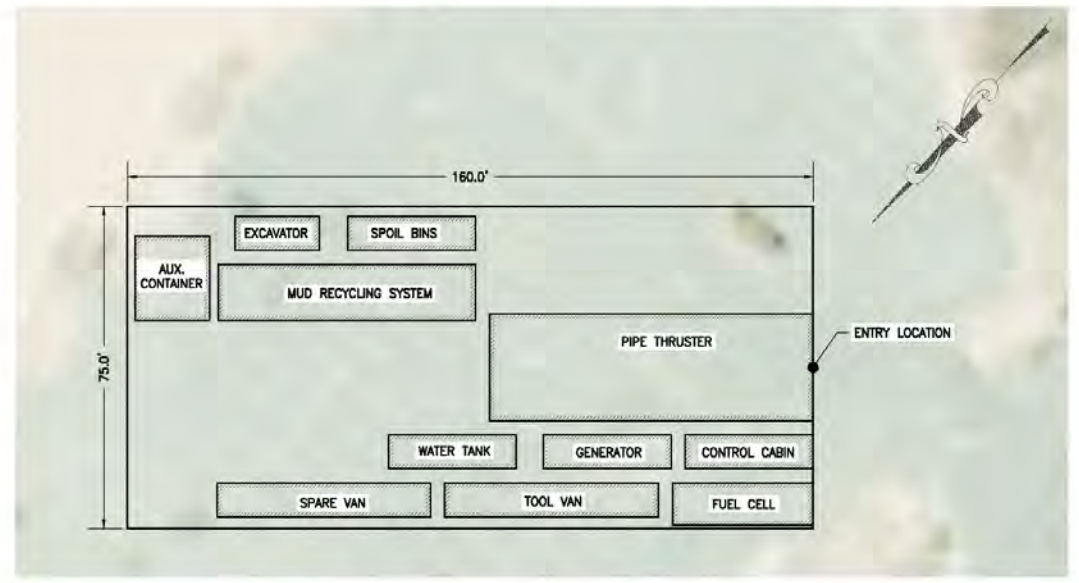 160.0'
EXCAVATOR
SPOIL BINS
AUX.
CONTAINER
MUD RECYCLING SYSTEM
PIPE THRUSTER
ENTRY LOCATION
75.0'
WATER TANK
GENERATOR
CONTROL CABIN
SPARE VAN
TOOL VAN
FUEL CELL